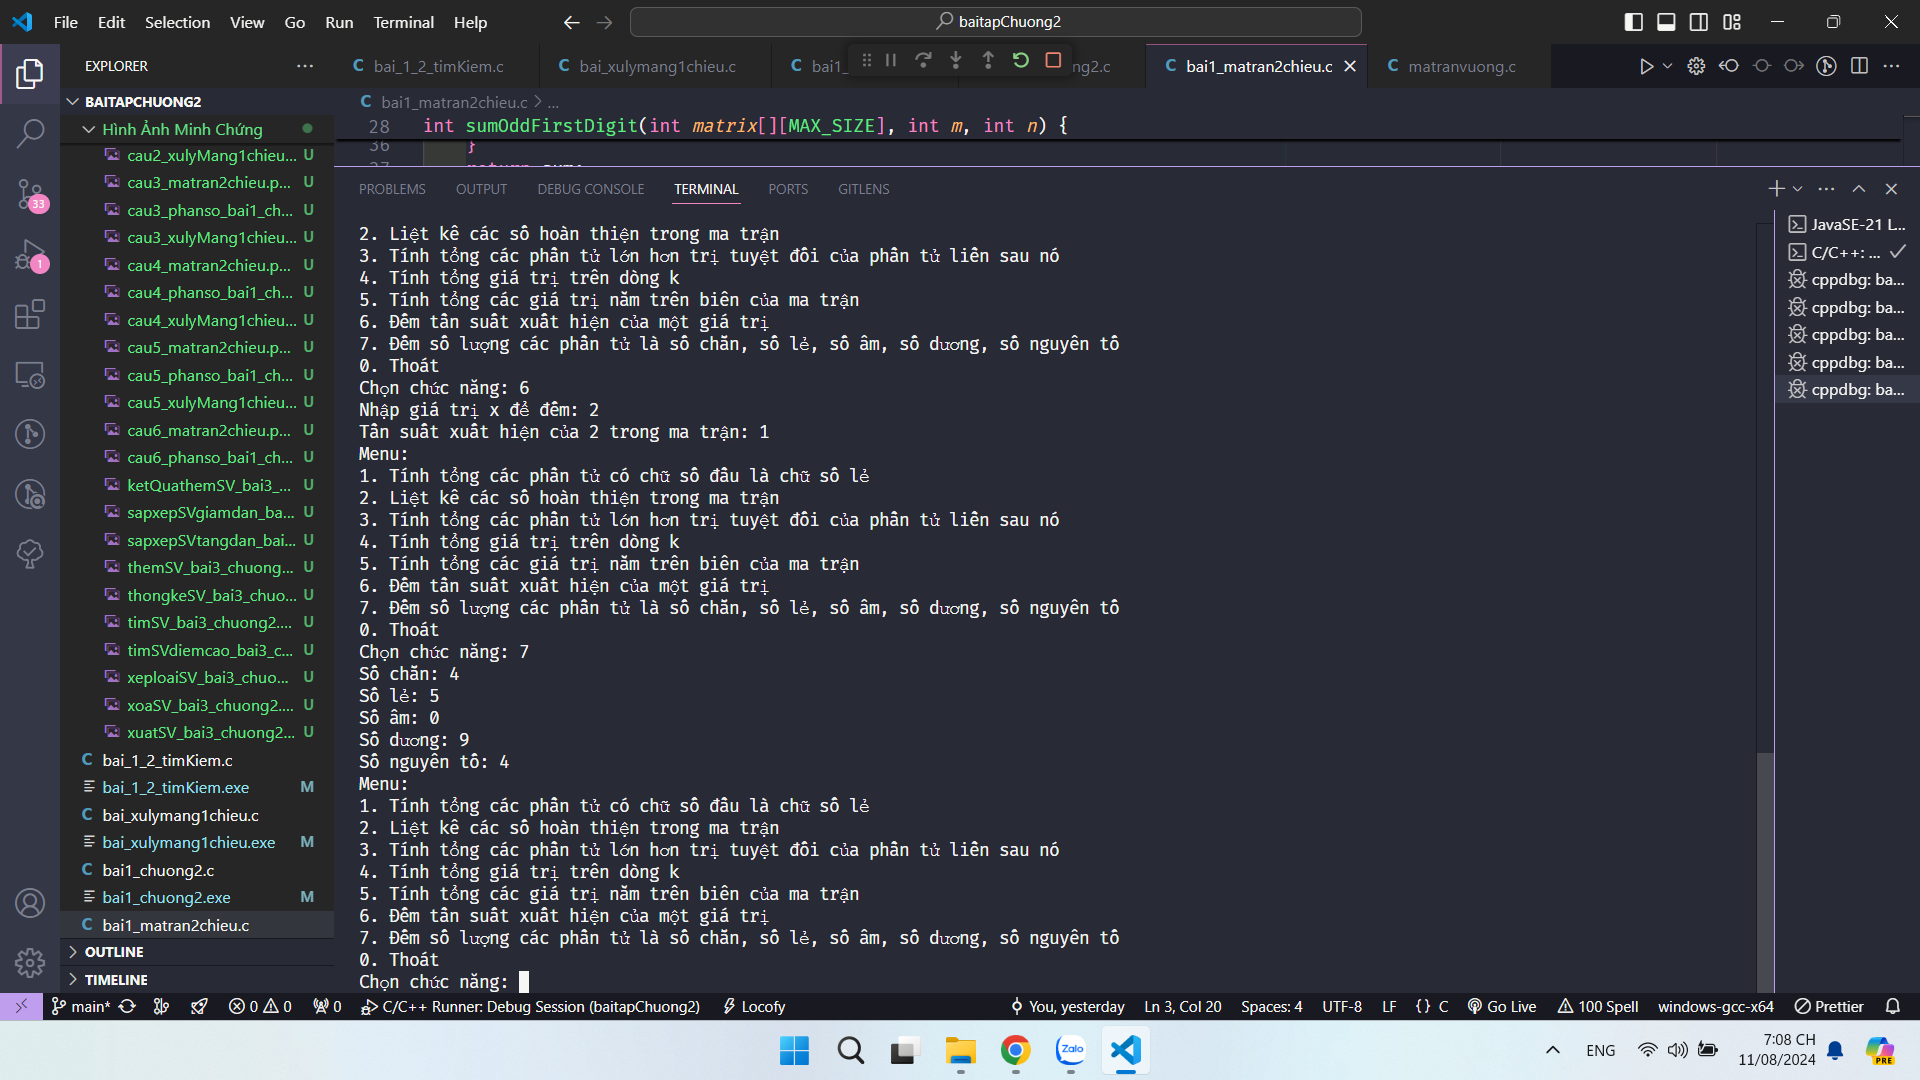 File Edit Selection View Go Run Terminal Help
baitapChuong2
EXPLORER
bai_1_2_timKiem.c
bai_xulymang1chieu.c
bai1_
ng2.c
bai1_matran2chieu.c
matranvuong.c
BAITAPCHUONG2
Hình Ảnh Minh Chứng
cau2_xulyMang1chieu... U
cau3_matran2chieu.p... U
cau3_phanso_bai1_ch... U
cau3_xulyMang1chieu... U
cau4_matran2chieu.p... U
cau4_phanso_bai1_ch... U
cau4_xulyMang1chieu... U
cau5_matran2chieu.p... U
cau5_phanso_bai1_ch... U
cau5_xulyMang1chieu... U
cau6_matran2chieu.p... U
cau6_phanso_bai1_ch... U
ketQuathemSV_bai3_... U
sapxepSVgiamdan_ba... U
sapxepSVtangdan_bai... U
themSV_bai3_chuong... U
thongkeSV_bai3_chuo... U
timSV_bai3_chuong2.... U
timSVdiemcao_bai3_c... U
xeploaiSV_bai3_chuo... U
xoaSV_bai3_chuong2.... U
xuatSV_bai3_chuong2... U
bai_1_2_timKiem.c
bai_1_2_timKiem.exe M
bai_xulymang1chieu.c
bai_xulymang1chieu.exe M
bai1_chuong2.c
bai1_chuong2.exe M
bai1_matran2chieu.c
OUTLINE
TIMELINE
33
1
bai1_matran2chieu.c > ...
28 int sumOddFirstDigit(int matrix[][MAX_SIZE], int m, int n) {
36 }
PROBLEMS OUTPUT DEBUG CONSOLE TERMINAL PORTS GITLENS
2. Liệt kê các số hoàn thiện trong ma trận
3. Tính tổng các phần tử lớn hơn trị tuyệt đối của phần tử liền sau nó
4. Tính tổng giá trị trên dòng k
5. Tính tổng các giá trị nằm trên biên của ma trận
6. Đếm tần suất xuất hiện của một giá trị
7. Đếm số lượng các phần tử là số chẵn, số lẻ, số âm, số dương, số nguyên tố
0. Thoát
Chọn chức năng: 6
Nhập giá trị x để đếm: 2
Tần suất xuất hiện của 2 trong ma trận: 1
Menu:
1. Tính tổng các phần tử có chữ số đầu là chữ số lẻ
2. Liệt kê các số hoàn thiện trong ma trận
3. Tính tổng các phần tử lớn hơn trị tuyệt đối của phần tử liền sau nó
4. Tính tổng giá trị trên dòng k
5. Tính tổng các giá trị nằm trên biên của ma trận
6. Đếm tần suất xuất hiện của một giá trị
7. Đếm số lượng các phần tử là số chẵn, số lẻ, số âm, số dương, số nguyên tố
0. Thoát
Chọn chức năng: 7
Số chẵn: 4
Số lẻ: 5
Số âm: 0
Số dương: 9
Số nguyên tố: 4
Menu:
1. Tính tổng các phần tử có chữ số đầu là chữ số lẻ
2. Liệt kê các số hoàn thiện trong ma trận
3. Tính tổng các phần tử lớn hơn trị tuyệt đối của phần tử liền sau nó
4. Tính tổng giá trị trên dòng k
5. Tính tổng các giá trị nằm trên biên của ma trận
6. Đếm tần suất xuất hiện của một giá trị
7. Đếm số lượng các phần tử là số chẵn, số lẻ, số âm, số dương, số nguyên tố
0. Thoát
Chọn chức năng:
JavaSE-21 L...
C/C++: ...
cppdbg: ba...
cppdbg: ba...
cppdbg: ba...
cppdbg: ba...
cppdbg: ba...
main* 0 0 0 C/C++ Runner: Debug Session (baitapChuong2) Locofy You, yesterday Ln 3, Col 20 Spaces: 4 UTF-8 LF {} C Go Live 100 Spell windows-gcc-x64 Prettier
Zalo
ENG
7:08 CH
11/08/2024
PRE